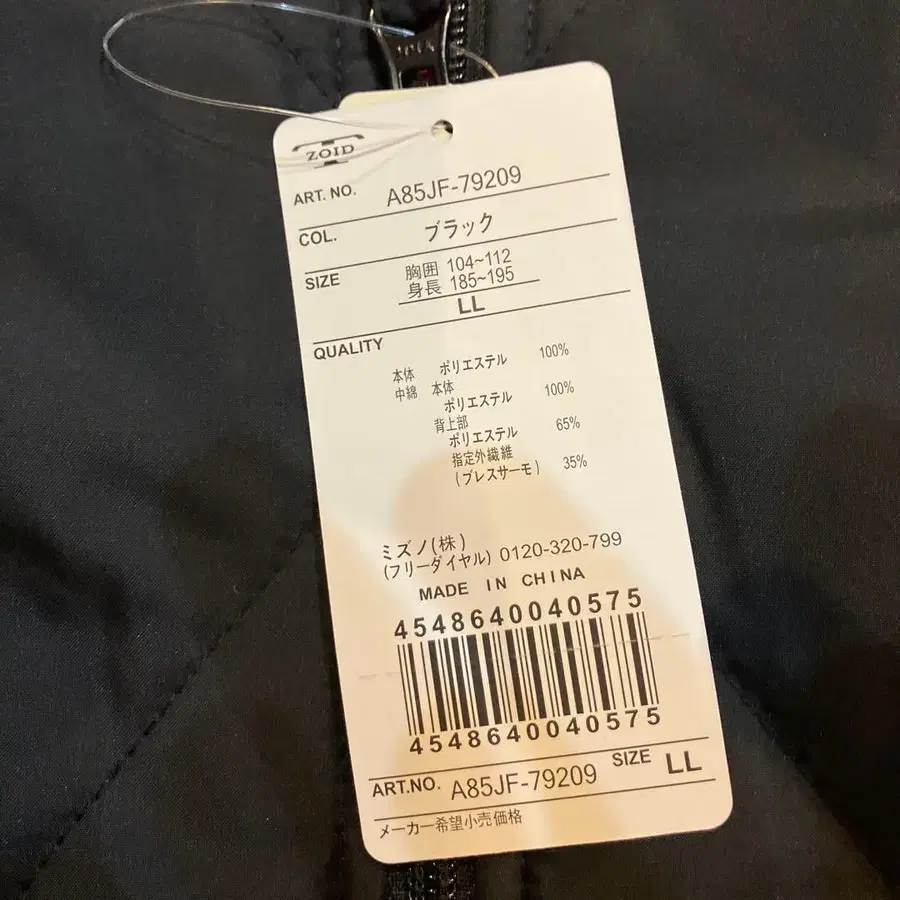 ZOID
ART. NO. A85JF-79209
COL. ブラック
SIZE 胸囲 104~112
身長 185~195
LL
QUALITY
本体 ポリエステル 100%
中綿 本体
ポリエステル 100%
背上部
ポリエステル 65%
指定外繊維
(ブレスサーモ) 35%
ミズノ(株)
(フリーダイヤル) 0120-320-799
MADE IN CHINA
4548640040575
4548640040575
ART.NO. A85JF-79209 SIZE LL
メーカー希望小売価格